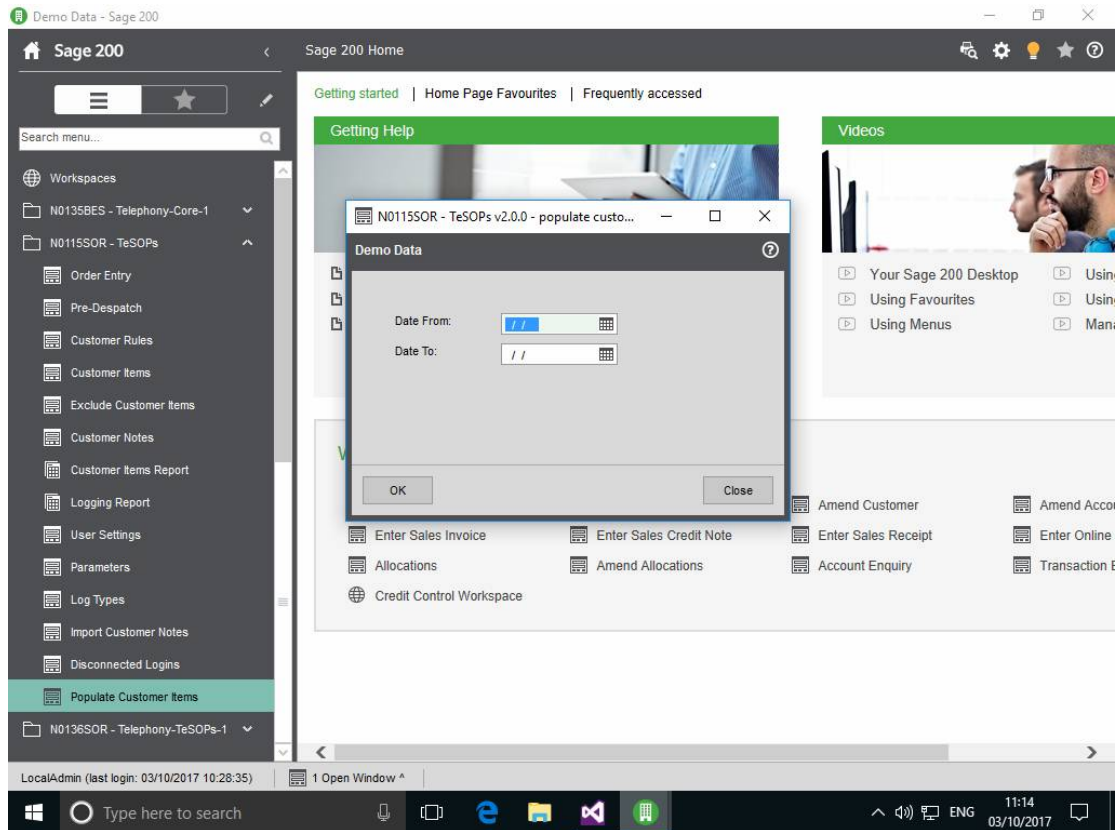 Demo Data - Sage 200
Sage 200
Sage 200 Home
Search menu...
Workspaces
N0135BES - Telephony-Core-1
N0115SOR - TeSOPs
Order Entry
Pre-Despatch
Customer Rules
Customer Items
Exclude Customer Items
Customer Notes
Customer Items Report
Logging Report
User Settings
Parameters
Log Types
Import Customer Notes
Disconnected Logins
Populate Customer Items
N0136SOR - Telephony-TeSOPs-1
Getting started | Home Page Favourites | Frequently accessed
Getting Help
Videos
Your Sage 200 Desktop
Using Favourites
Using Menus
N0115SOR - TeSOPs v2.0.0 - populate custo...
Demo Data
Date From: / /
Date To: / /
OK Close
Amend Customer
Enter Sales Invoice Enter Sales Credit Note Enter Sales Receipt Enter Online
Allocations Amend Allocations Account Enquiry Transaction
Credit Control Workspace
LocalAdmin (last login: 03/10/2017 10:28:35)
1 Open Window ^
Type here to search
ENG
11:14
03/10/2017